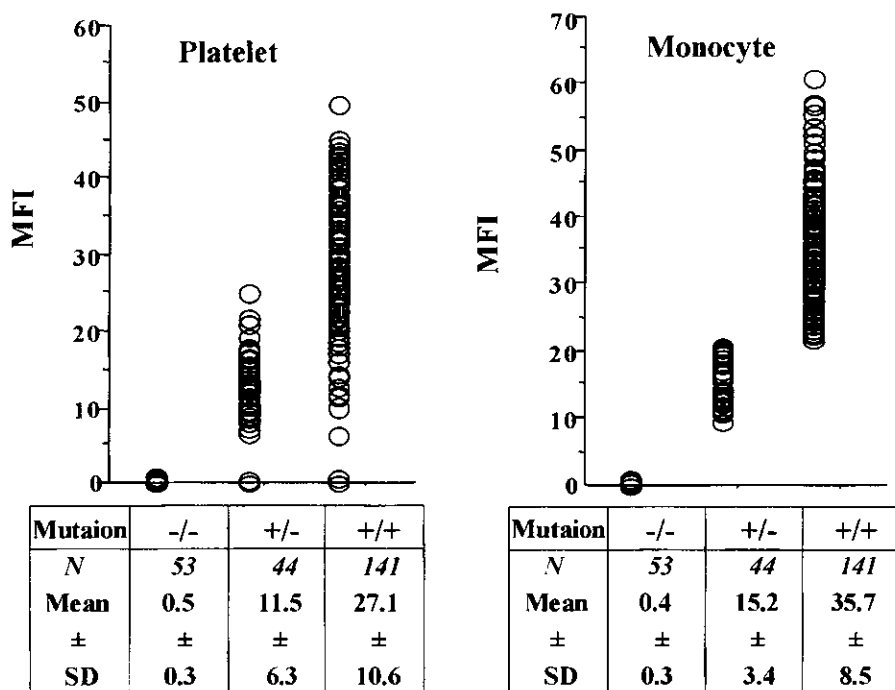 Platelet
MFI
60
50
40
30
20
10
0
Mutaion -/- +/- +/+
N 53 44 141
Mean 0.5 11.5 27.1
± ± ±
SD 0.3 6.3 10.6
Monocyte
MFI
70
60
50
40
30
20
10
0
Mutaion -/- +/- +/+
N 53 44 141
Mean 0.4 15.2 35.7
± ± ± ±
SD 0.3 3.4 8.5